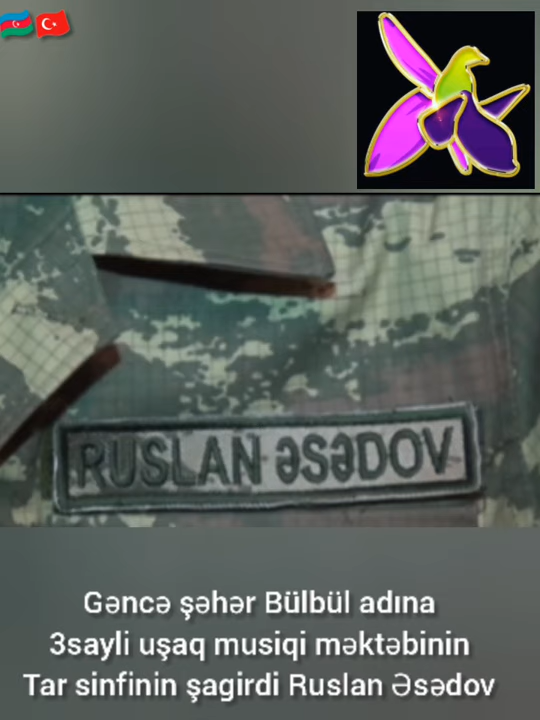 RUSLAN ƏSƏDOV
Gəncə şəhər Bülbül adına
3sayli uşaq musiqi məktəbinin
Tar sinfinin şagirdi Ruslan Əsədov